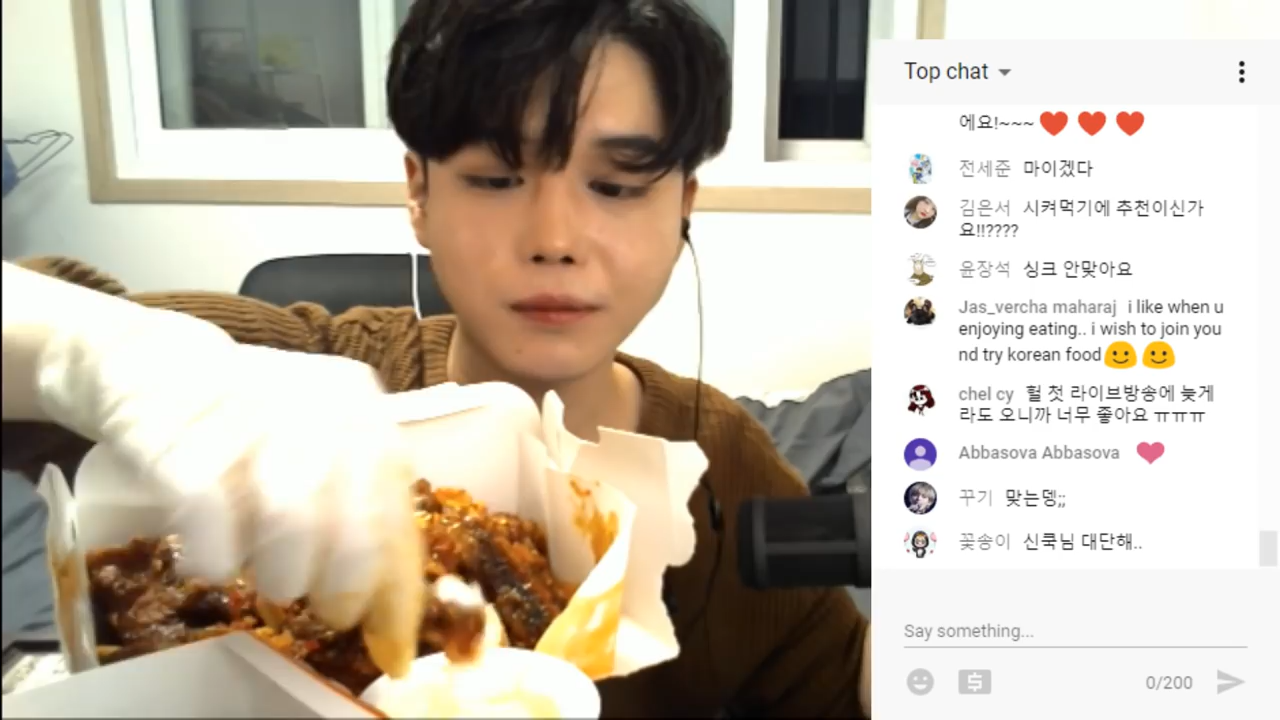 Top chat
에요!~~~
전세준 마이겠다
김은서 시켜먹기에 추천이신가
요!!????
윤장석 싱크 안맞아요
Jas_vercha maharaj i like when u
enjoying eating.. i wish to join you
nd try korean food
chel cy 헐 첫 라이브방송에 늦게
라도 오니까 너무 좋아요 ㅠㅠㅠ
Abbasova Abbasova
꾸기 맞는뎅;;
꽃송이 신쿡님 대단해..
Say something...
0/200